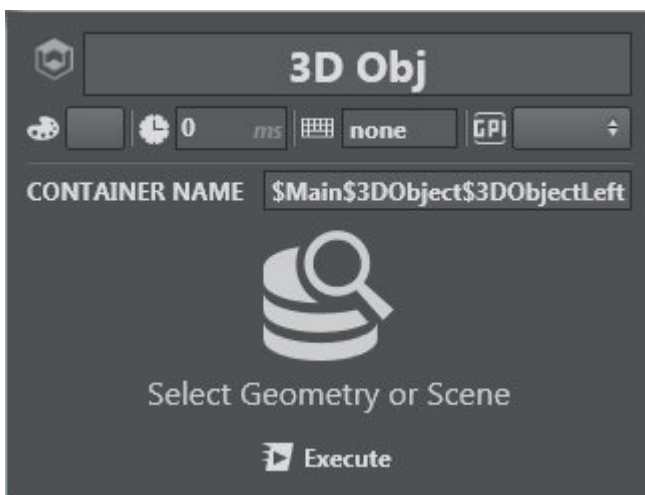 3D Obj
0 ms none GPI
CONTAINER NAME $Main$3DObject$3DObjectLeft
Select Geometry or Scene
Execute